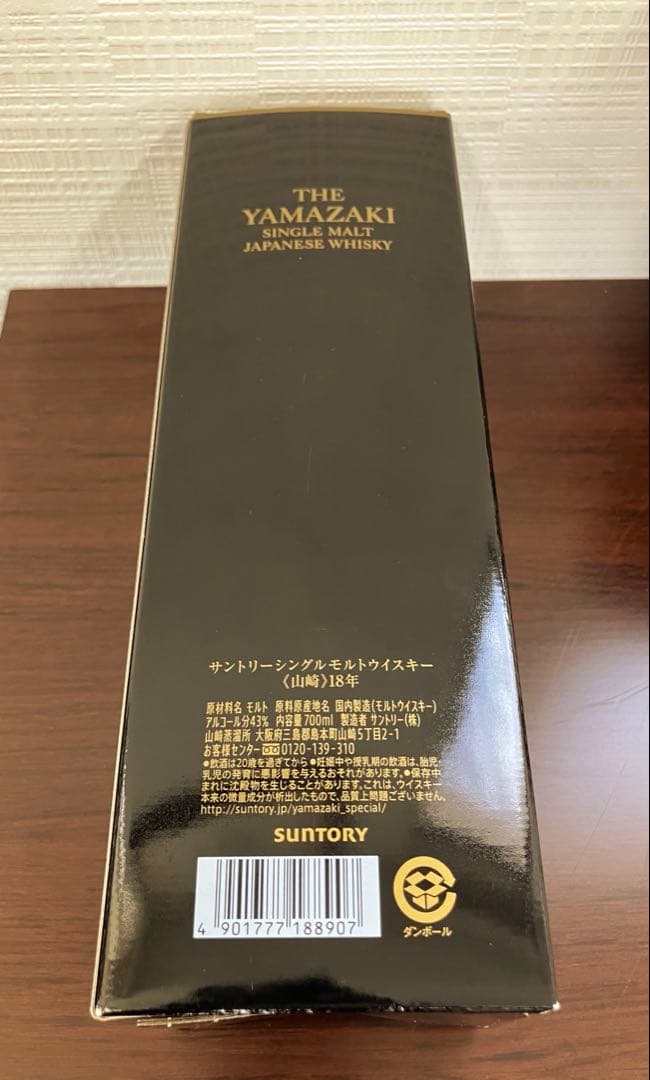 THE
YAMAZAKI
SINGLE MALT
JAPANESE WHISKY
サントリーシングルモルトウイスキー
《山崎》18年
原材料名 モルト 原料原産地名 国内製造(モルトウイスキー)
アルコール分43% 内容量700ml 製造者 サントリー(株)
山崎蒸溜所 大阪府三島郡島本町山崎5丁目2-1
お客様センター 0120-139-310
●飲酒は20歳を過ぎてから ●妊娠中や授乳期の飲酒は、胎児・
乳児の発育に悪影響を与えるおそれがあります。●保存中
まれに沈殿物を生じることがあります。これは、ウイスキー
本来の微量成分が析出したもので、品質上問題ございません。
http://suntory.jp/yamazaki_special/
SUNTORY
4 901777 188907
ダンボール